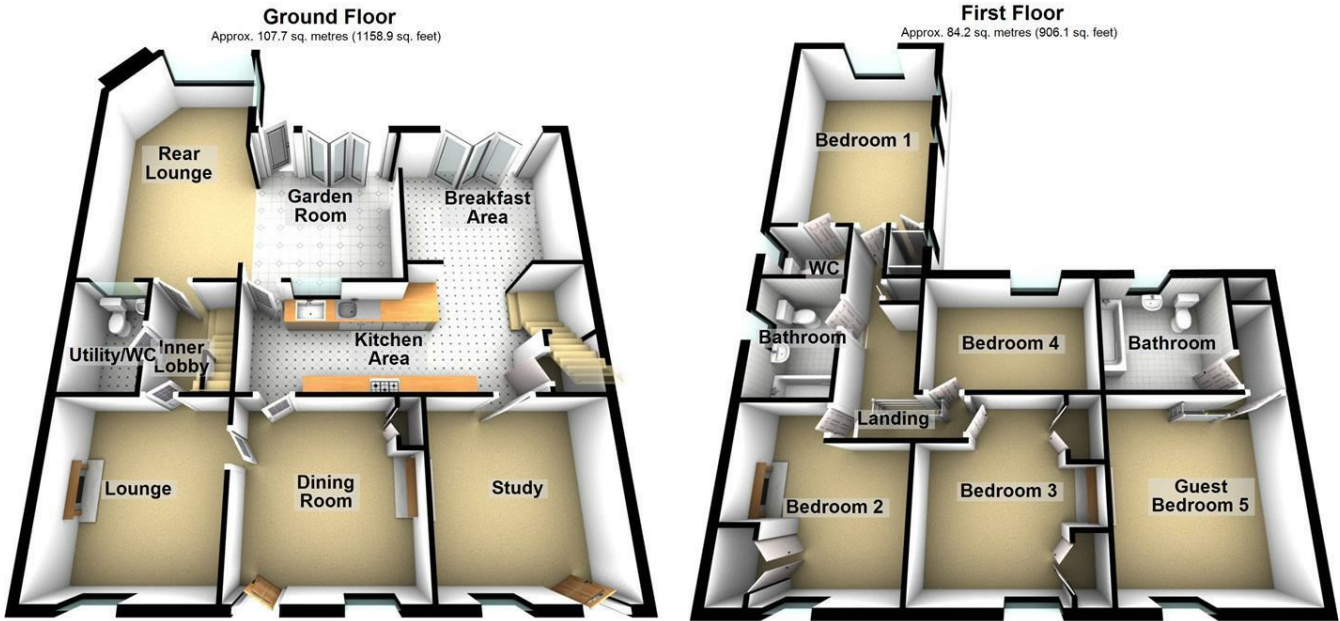 Ground Floor
Approx. 107.7 sq. metres (1158.9 sq. feet)
Rear
Lounge
Garden
Room
Breakfast
Area
Utility/WC
Inner
Lobby
Kitchen
Area
Lounge
Dining
Room
Study
First Floor
Approx. 84.2 sq. metres (906.1 sq. feet)
Bedroom 1
WC
Bathroom
Bedroom 4
Bathroom
Landing
Bedroom 2
Bedroom 3
Guest
Bedroom 5